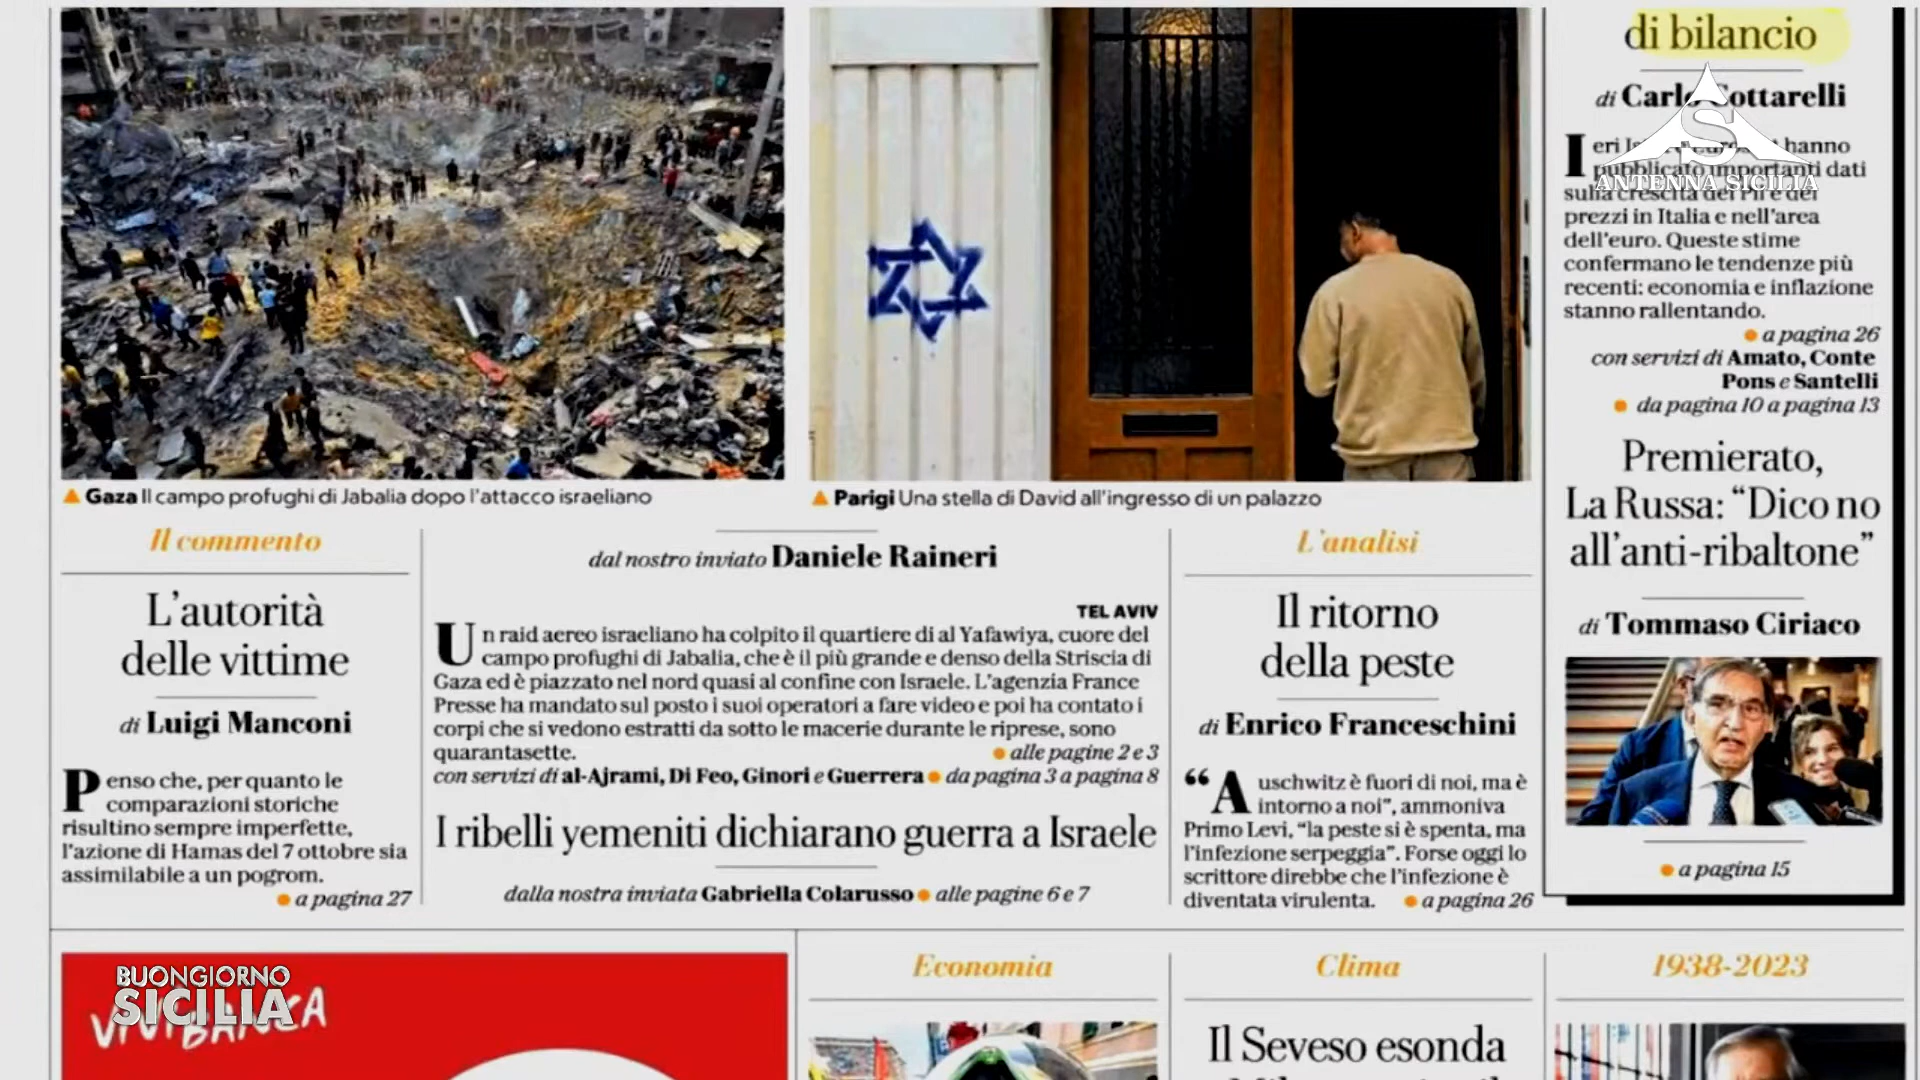 di bilancio
di Carlo Cottarelli
ANTENNA SICILIA
Ieri hanno
pubblicato importanti dati
sulla crescita del Pil e dei
prezzi in Italia e nell'area
dell'euro. Queste stime
confermano le tendenze più
recenti: economia e inflazione
stanno rallentando.
a pagina 26
con servizi di Amato, Conte
Pons e Santelli
da pagina 10 a pagina 13
Premierato,
La Russa: “Dico no
all'anti-ribaltone”
di Tommaso Ciriaco
a pagina 15
Gaza Il campo profughi di Jabalia dopo l'attacco israeliano
Parigi Una stella di David all'ingresso di un palazzo
Il commento
L'autorità
delle vittime
di Luigi Manconi
Penso che, per quanto le
comparazioni storiche
risultino sempre imperfette,
l'azione di Hamas del 7 ottobre sia
assimilabile a un pogrom.
a pagina 27
dal nostro inviato Daniele Raineri
TEL AVIV
Un raid aereo israeliano ha colpito il quartiere di al Yafawiya, cuore del
campo profughi di Jabalia, che è il più grande e denso della Striscia di
Gaza ed è piazzato nel nord quasi al confine con Israele. L'agenzia France
Presse ha mandato sul posto i suoi operatori a fare video e poi ha contato i
corpi che si vedono estratti da sotto le macerie durante le riprese, sono
quarantasette. alle pagine 2 e 3
con servizi di al-Ajrami, Di Feo, Ginori e Guerrera da pagina 3 a pagina 8
I ribelli yemeniti dichiarano guerra a Israele
dalla nostra inviata Gabriella Colarusso alle pagine 6 e 7
L'analisi
Il ritorno
della peste
di Enrico Franceschini
“Auschwitz è fuori di noi, ma è
intorno a noi”, ammoniva
Primo Levi, “la peste si è spenta, ma
l'infezione serpeggia”. Forse oggi lo
scrittore direbbe che l'infezione è
diventata virulenta. a pagina 26
BUONGIORNO
SICILIA
VIVI BANCA
Economia
Clima
Il Seveso esonda
1938-2023